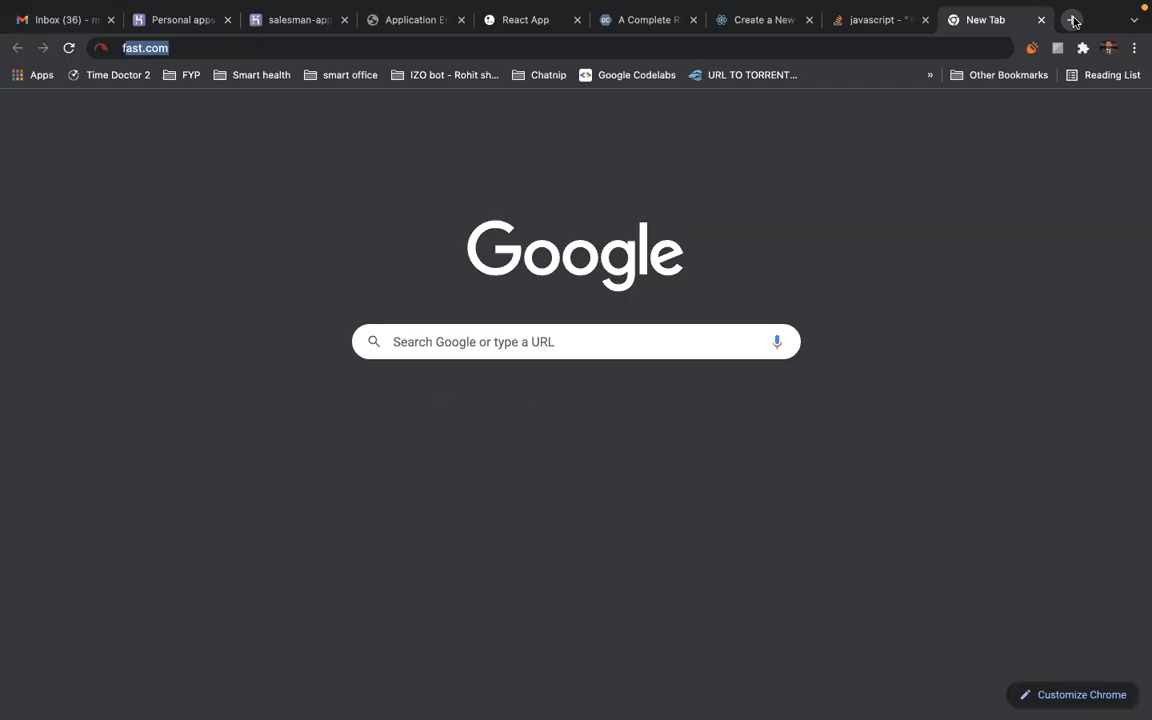 Inbox (36) - m Personal apps salesman-app Application Er React App A Complete R Create a New javascript - " New Tab
fast.com
Apps Time Doctor 2 FYP Smart health smart office IZO bot - Rohit sh... Chatnip Google Codelabs URL TO TORRENT... » Other Bookmarks Reading List
Google
Search Google or type a URL
Customize Chrome